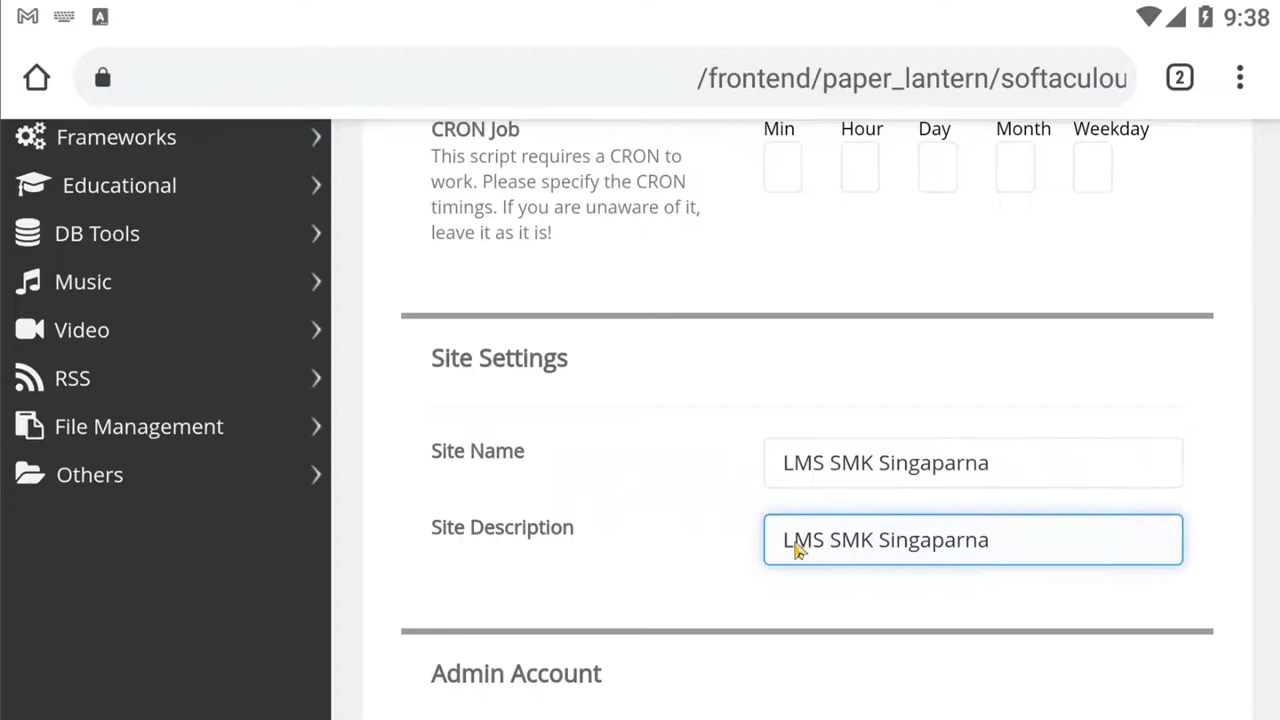 9:38
/frontend/paper_lantern/softaculou
2
Frameworks
Educational
DB Tools
Music
Video
RSS
File Management
Others
CRON Job
This script requires a CRON to
work. Please specify the CRON
timings. If you are unaware of it,
leave it as it is!
Min Hour Day Month Weekday
Site Settings
Site Name
LMS SMK Singaparna
Site Description
LMS SMK Singaparna
Admin Account